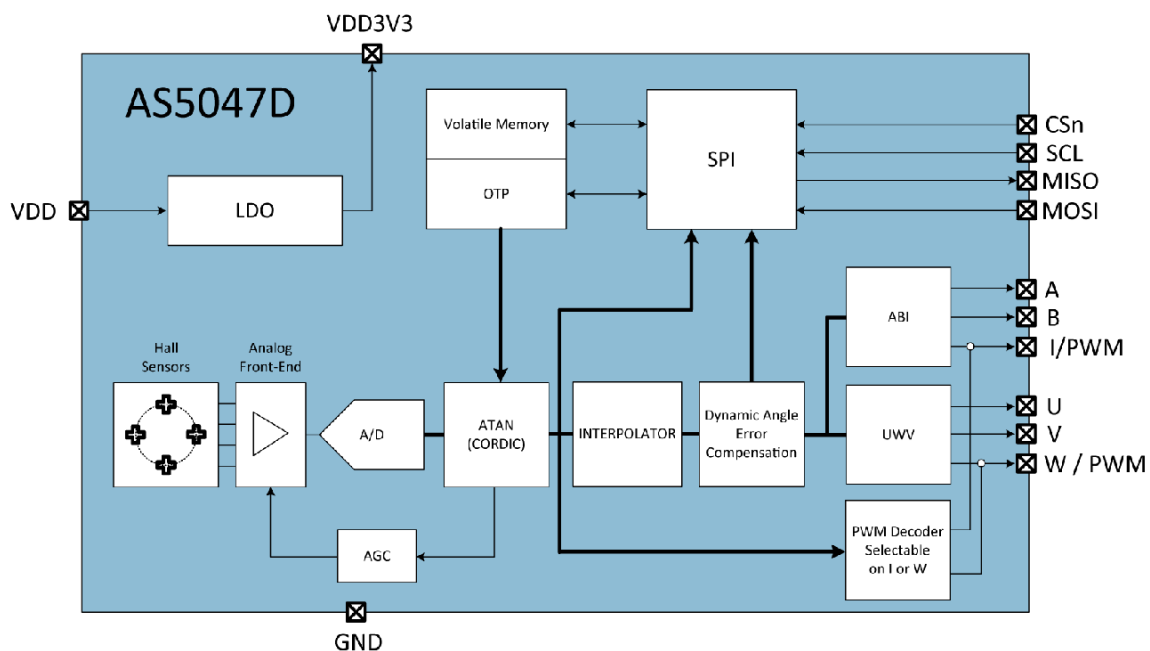 VDD3V3
AS5047D
Volatile Memory
OTP
SPI
CSn
SCL
MISO
MOSI
VDD
LDO
ABI
A
B
I/PWM
Hall
Sensors
Analog
Front-End
A/D
ATAN
(CORDIC)
INTERPOLATOR
Dynamic Angle
Error
Compensation
UWV
U
V
W / PWM
AGC
PWM Decoder
Selectable
on I or W
GND